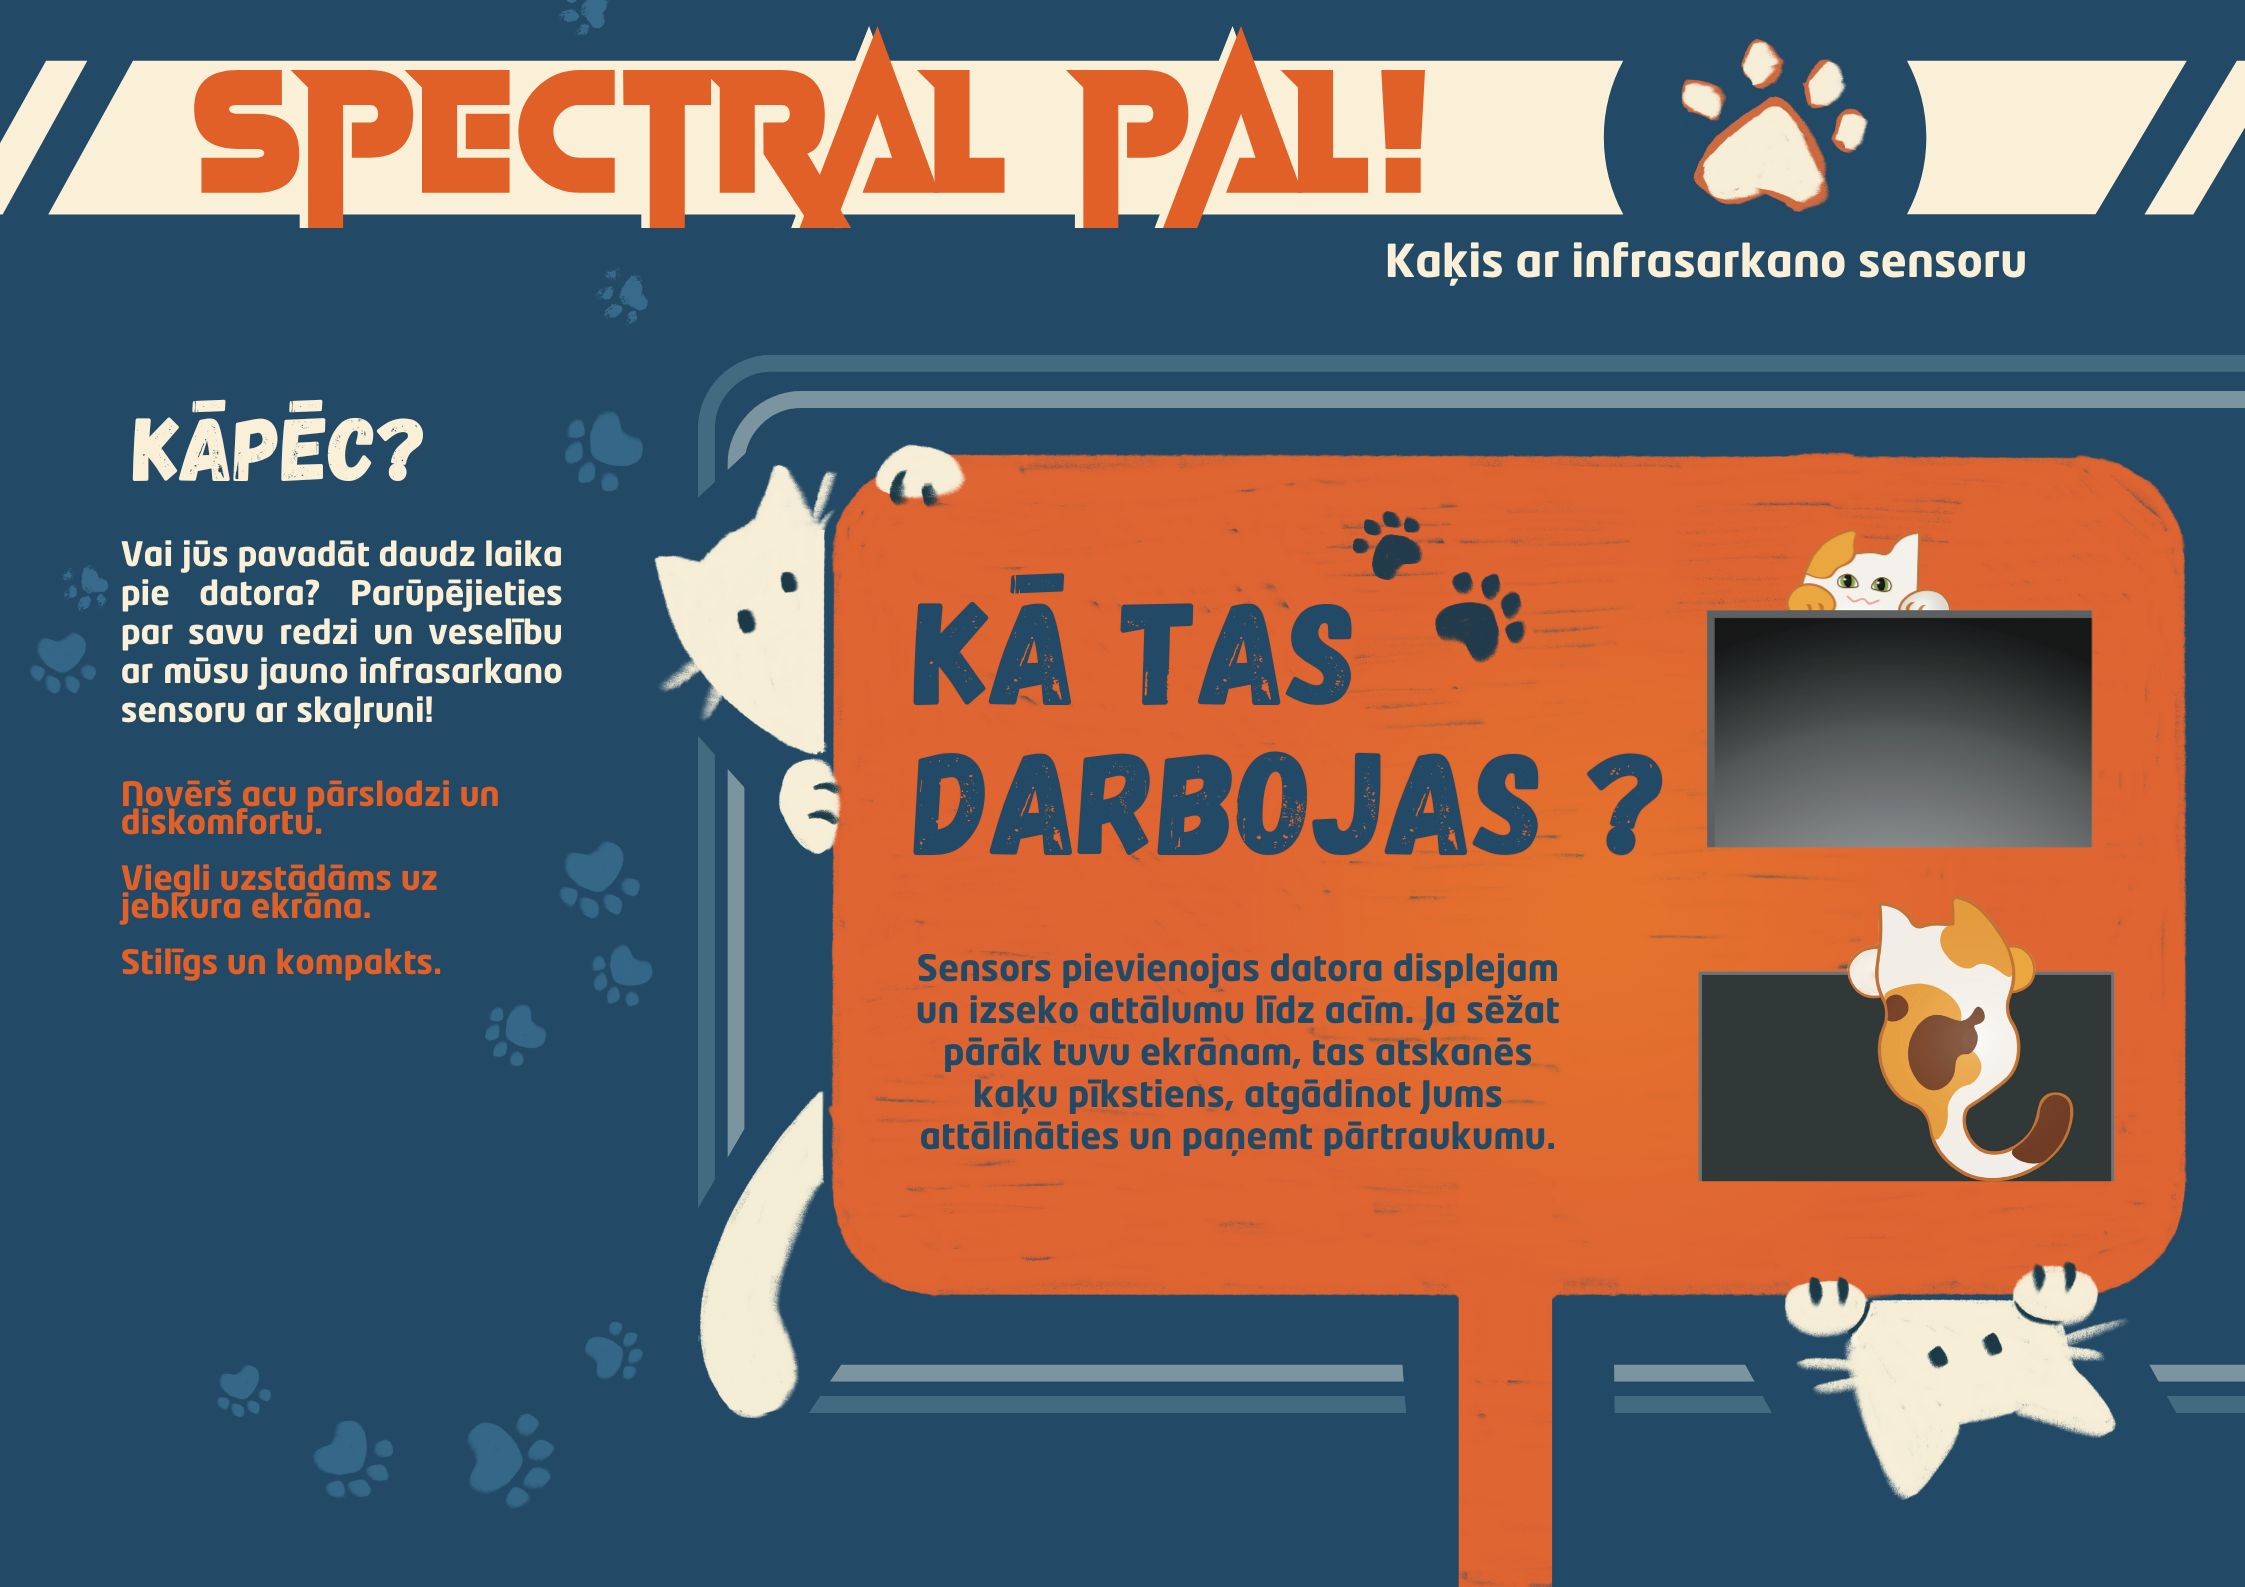 SPECTRAL PAL!
Kaķis ar infrasarkano sensoru
KĀPĒC?
Vai jūs pavadāt daudz laika
pie datora? Parūpējieties
par savu redzi un veselību
ar mūsu jauno infrasarkano
sensoru ar skaļruni!
Novērš acu pārslodzi un
diskomfortu.
Viegli uzstādāms uz
jebkura ekrāna.
Stilīgs un kompakts.
KĀ TAS
DARBOJAS ?
Sensors pievienojas datora displejam
un izseko attālumu līdz acīm. Ja sēžat
pārāk tuvu ekrānam, tas atskanēs
kaķu pīkstiens, atgādinot Jums
attālināties un paņemt pārtraukumu.